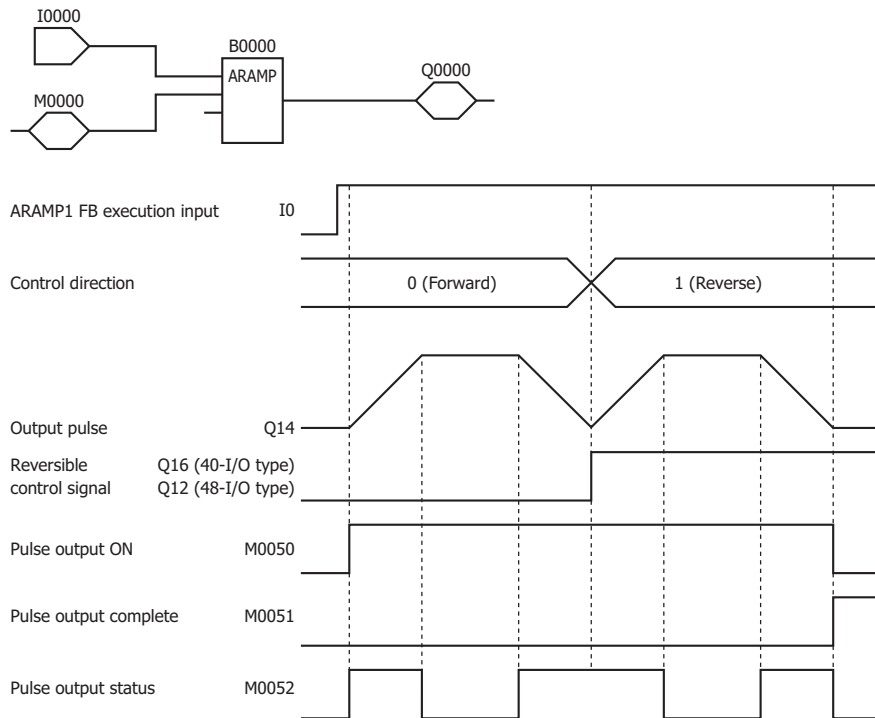 I0000
B0000
ARAMP
Q0000
M0000
ARAMP1 FB execution input I0
Control direction 0 (Forward) 1 (Reverse)
Output pulse Q14
Reversible Q16 (40-I/O type)
control signal Q12 (48-I/O type)
Pulse output ON M0050
Pulse output complete M0051
Pulse output status M0052